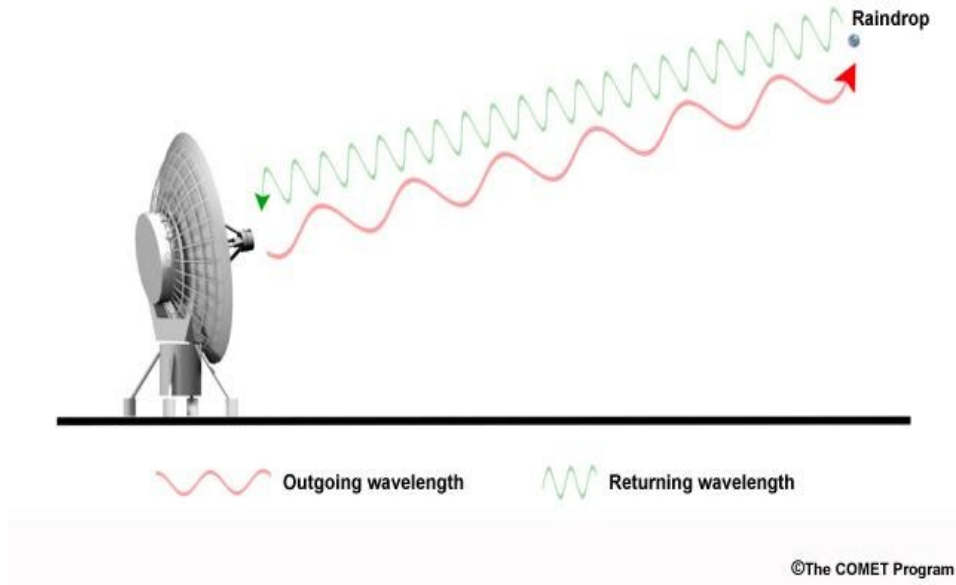 Raindrop
Outgoing wavelength
Returning wavelength
©The COMET Program